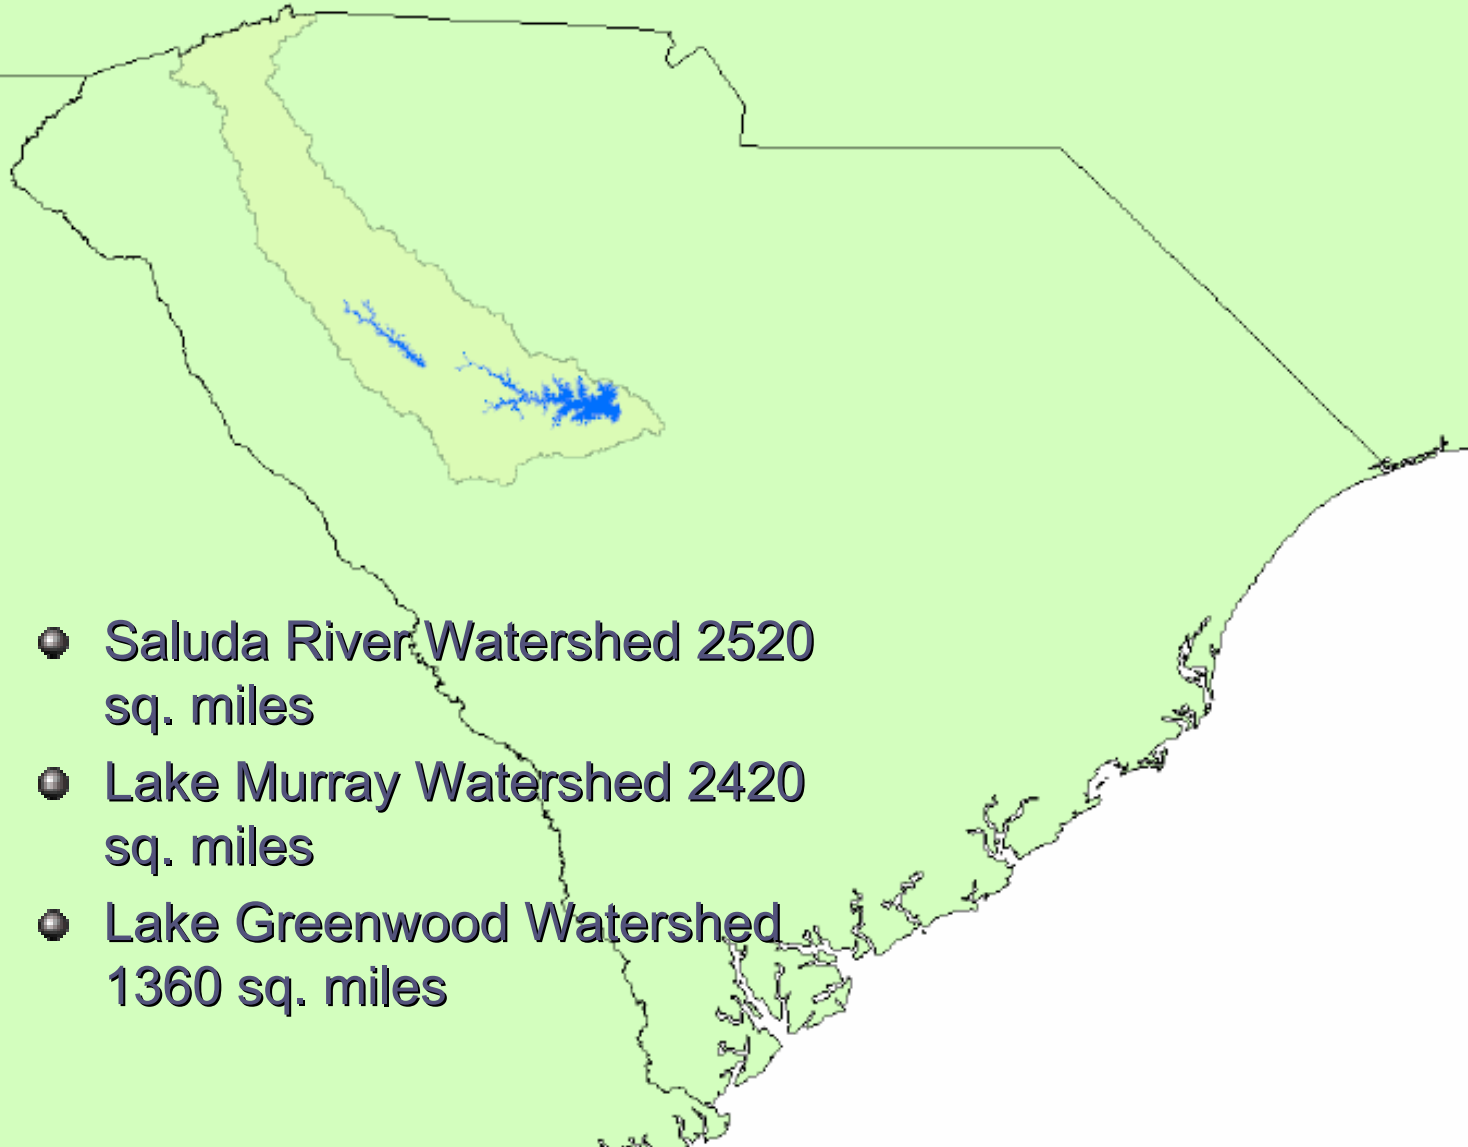 Saluda River Watershed 2520
sq. miles
Lake Murray Watershed 2420
sq. miles
Lake Greenwood Watershed
1360 sq. miles